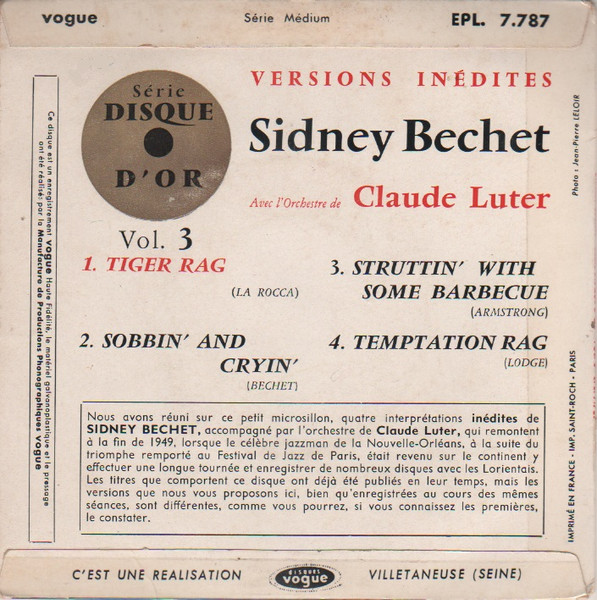 vogue
Série Médium
EPL. 7.787
VERSIONS INÉDITES
Série
DISQUE
D'OR
Sidney Bechet
Avec l'Orchestre de Claude Luter
Vol. 3
1. TIGER RAG
(LA ROCCA)
2. SOBBIN' AND
CRYIN'
(BECHET)
3. STRUTTIN' WITH
SOME BARBECUE
(ARMSTRONG)
4. TEMPTATION RAG
(LODGE)
Nous avons réuni sur ce petit microsillon, quatre interprétations inédites de
SIDNEY BECHET, accompagné par l'orchestre de Claude Luter, qui remontent
à la fin de 1949, lorsque le célèbre jazzman de la Nouvelle-Orléans, à la suite du
triomphe remporté au Festival de Jazz de Paris, était revenu sur le continent y
effectuer une longue tournée et enregistrer de nombreux disques avec les Lorientais.
Les titres que comportent ce disque ont déjà été publiés en leur temps, mais les
versions que nous vous proposons ici, bien qu'enregistrées au cours des mêmes
séances, sont différentes, comme vous pourrez, si vous connaissez les premières,
le constater.
Ce disque est un enregistrement vogue Haute Fidélité, le matériel galvanoplastique et le pressage
ont été réalisés par la Manufacture de Productions Phonographiques vogue
Photo : Jean-Pierre LELOIR
IMPRIMÉ EN FRANCE - IMP. SAINT-ROCH - PARIS
C'EST UNE REALISATION
DISQUES
vogue
VILLETANEUSE (SEINE)